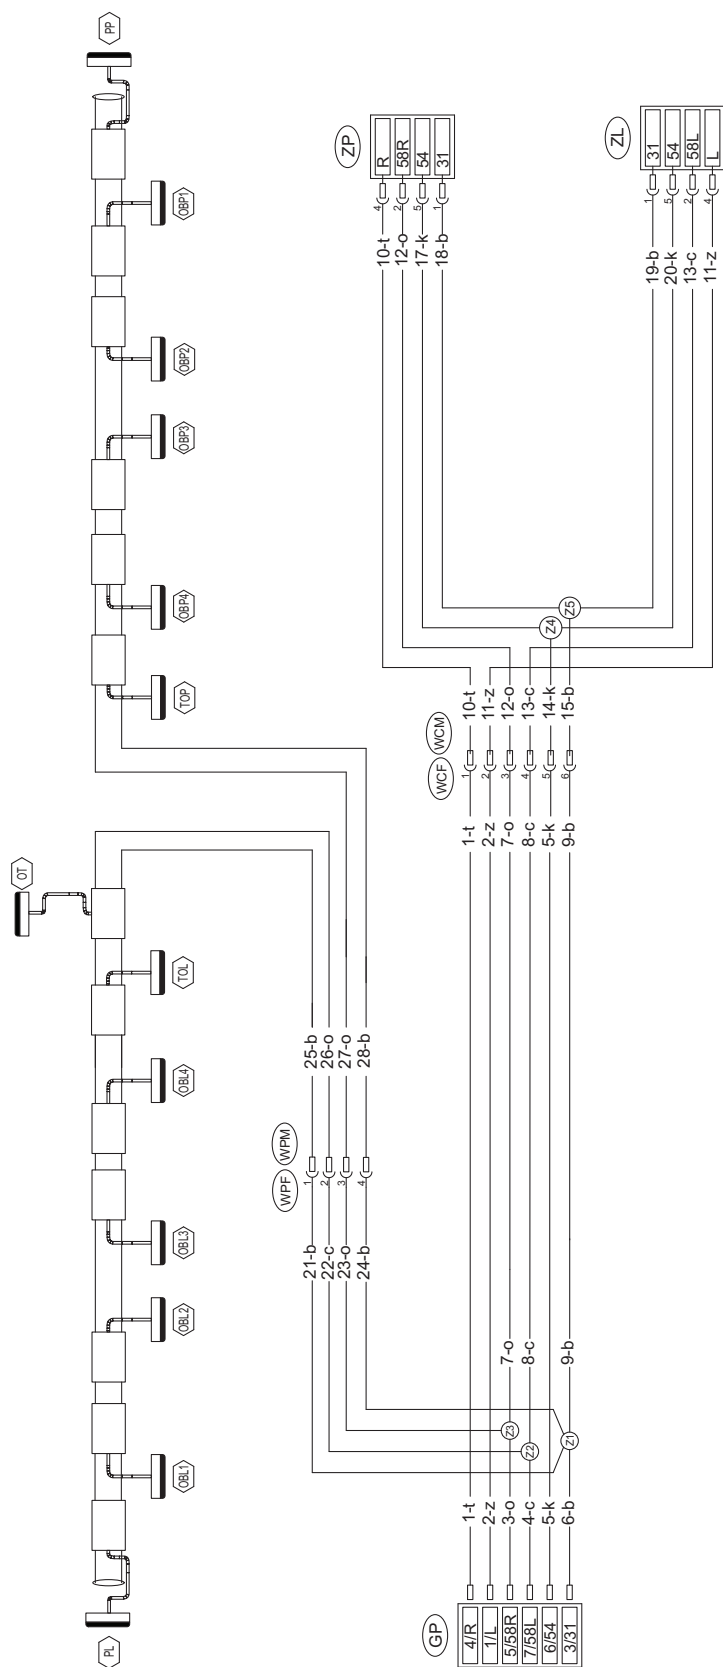 PP
OBP1
OBP2
OBP3
OBP4
TOP
OT
TOL
OBL4
OBL3
OBL2
OBL1
PL
ZP
R
58R
54
31
4
2
5
1
10-t
12-o
17-k
18-b
ZL
31
54
58L
L
1
5
2
4
19-b
20-k
13-c
11-z
Z5
Z4
10-t
11-z
12-o
13-c
14-k
15-b
WCM
WCF
1
2
3
4
5
6
1-t
2-z
7-o
8-c
5-k
9-b
25-b
26-o
27-o
28-b
WPM
WPF
1
2
3
4
21-b
22-c
23-o
24-b
7-o
8-c
9-b
Z3
Z2
Z1
1-t
2-z
3-o
4-c
5-k
6-b
GP
4/R
1/L
5/58R
7/58L
6/54
3/31